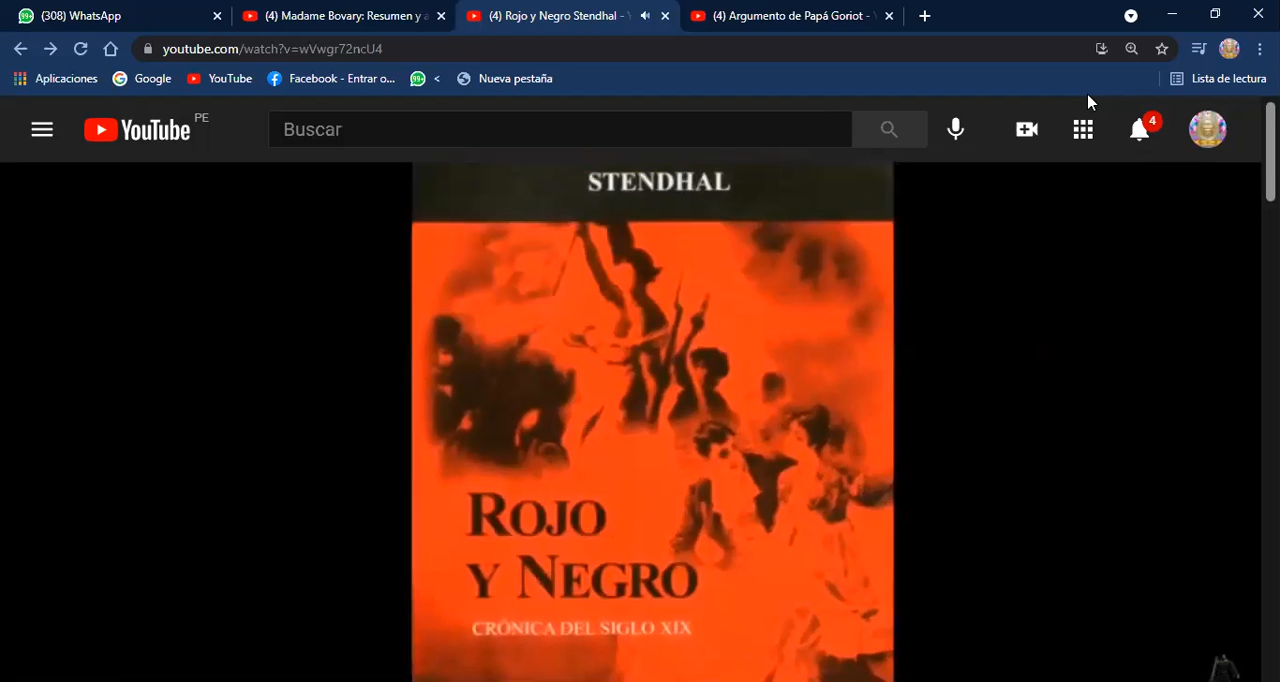 (308) WhatsApp
(4) Madame Bovary: Resumen y a
(4) Rojo y Negro Stendhal - Y
(4) Argumento de Papá Goriot - Y
youtube.com/watch?v=wVwgr72ncU4
Aplicaciones
Google
YouTube
Facebook - Entrar o...
99+
<
Nueva pestaña
Lista de lectura
YouTube PE
Buscar
4
STENDHAL
ROJO
Y NEGRO
CRÓNICA DEL SIGLO XIX